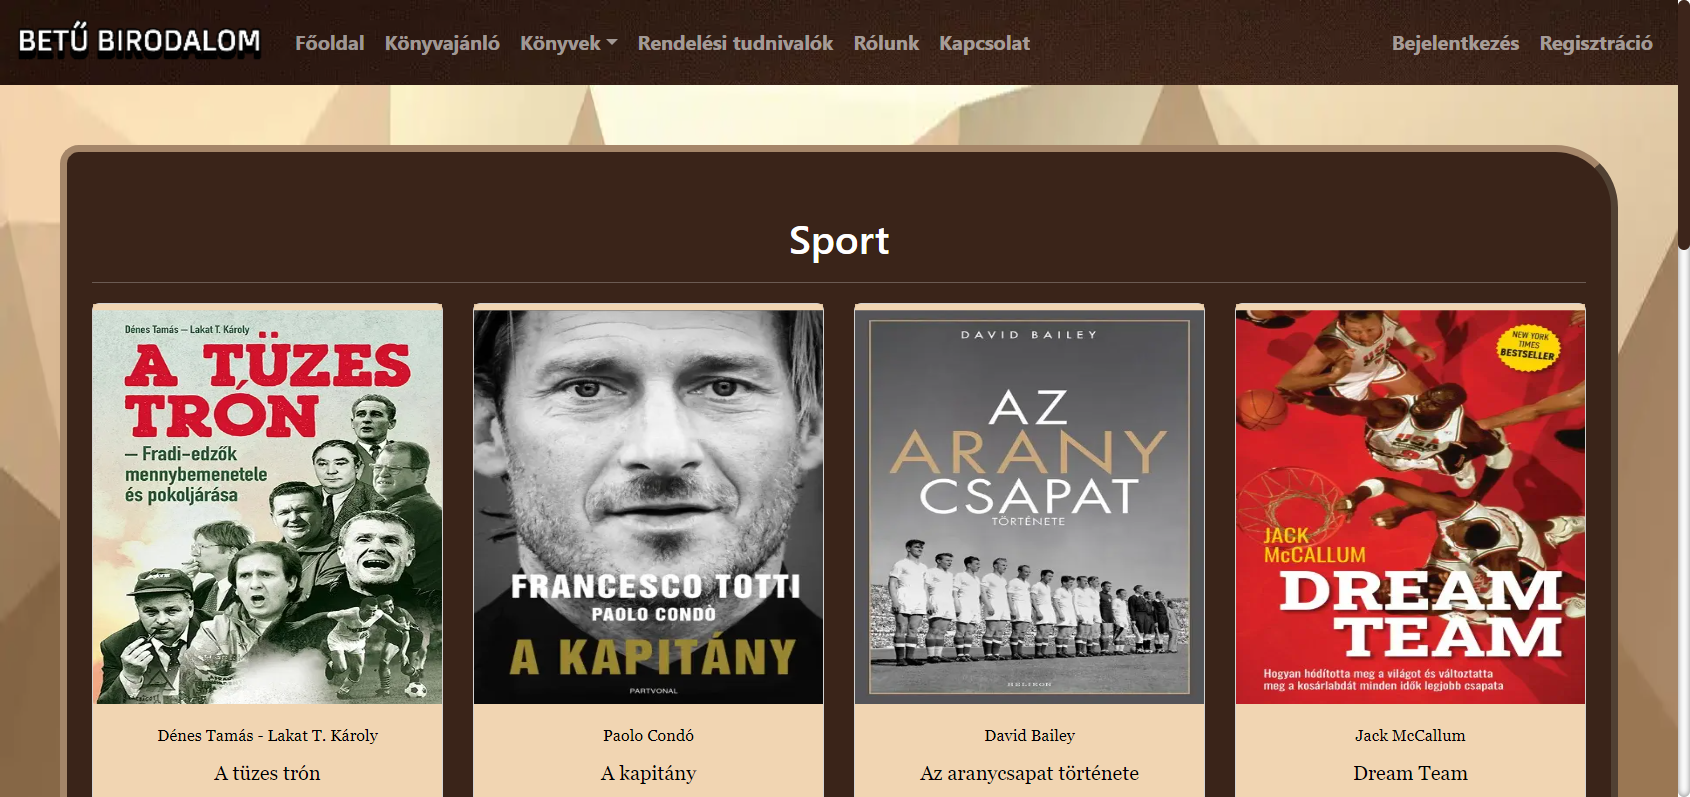 BETŰ BIRODALOM
Főoldal Könyvajánló Könyvek Rendelési tudnivalók Rólunk Kapcsolat Bejelentkezés Regisztráció
Sport
Dénes Tamás – Lakat T. Károly
A TÜZES
TRÓN
– Fradi-edzők
mennybemenetele
és pokoljárása
FRANCESCO TOTTI
PAOLO CONDÒ
A KAPITÁNY
PARTVONAL
DAVID BAILEY
AZ
ARANY
CSAPAT
TÖRTÉNETE
HELIKON
NEW YORK
TIMES
BESTSELLER
USA
JACK
McCALLUM
DREAM
TEAM
Hogyan hódította meg a világot és változtatta
meg a kosárlabdát minden idők legjobb csapata
Dénes Tamás - Lakat T. Károly
A tüzes trón
Paolo Condó
A kapitány
David Bailey
Az aranycsapat története
Jack McCallum
Dream Team